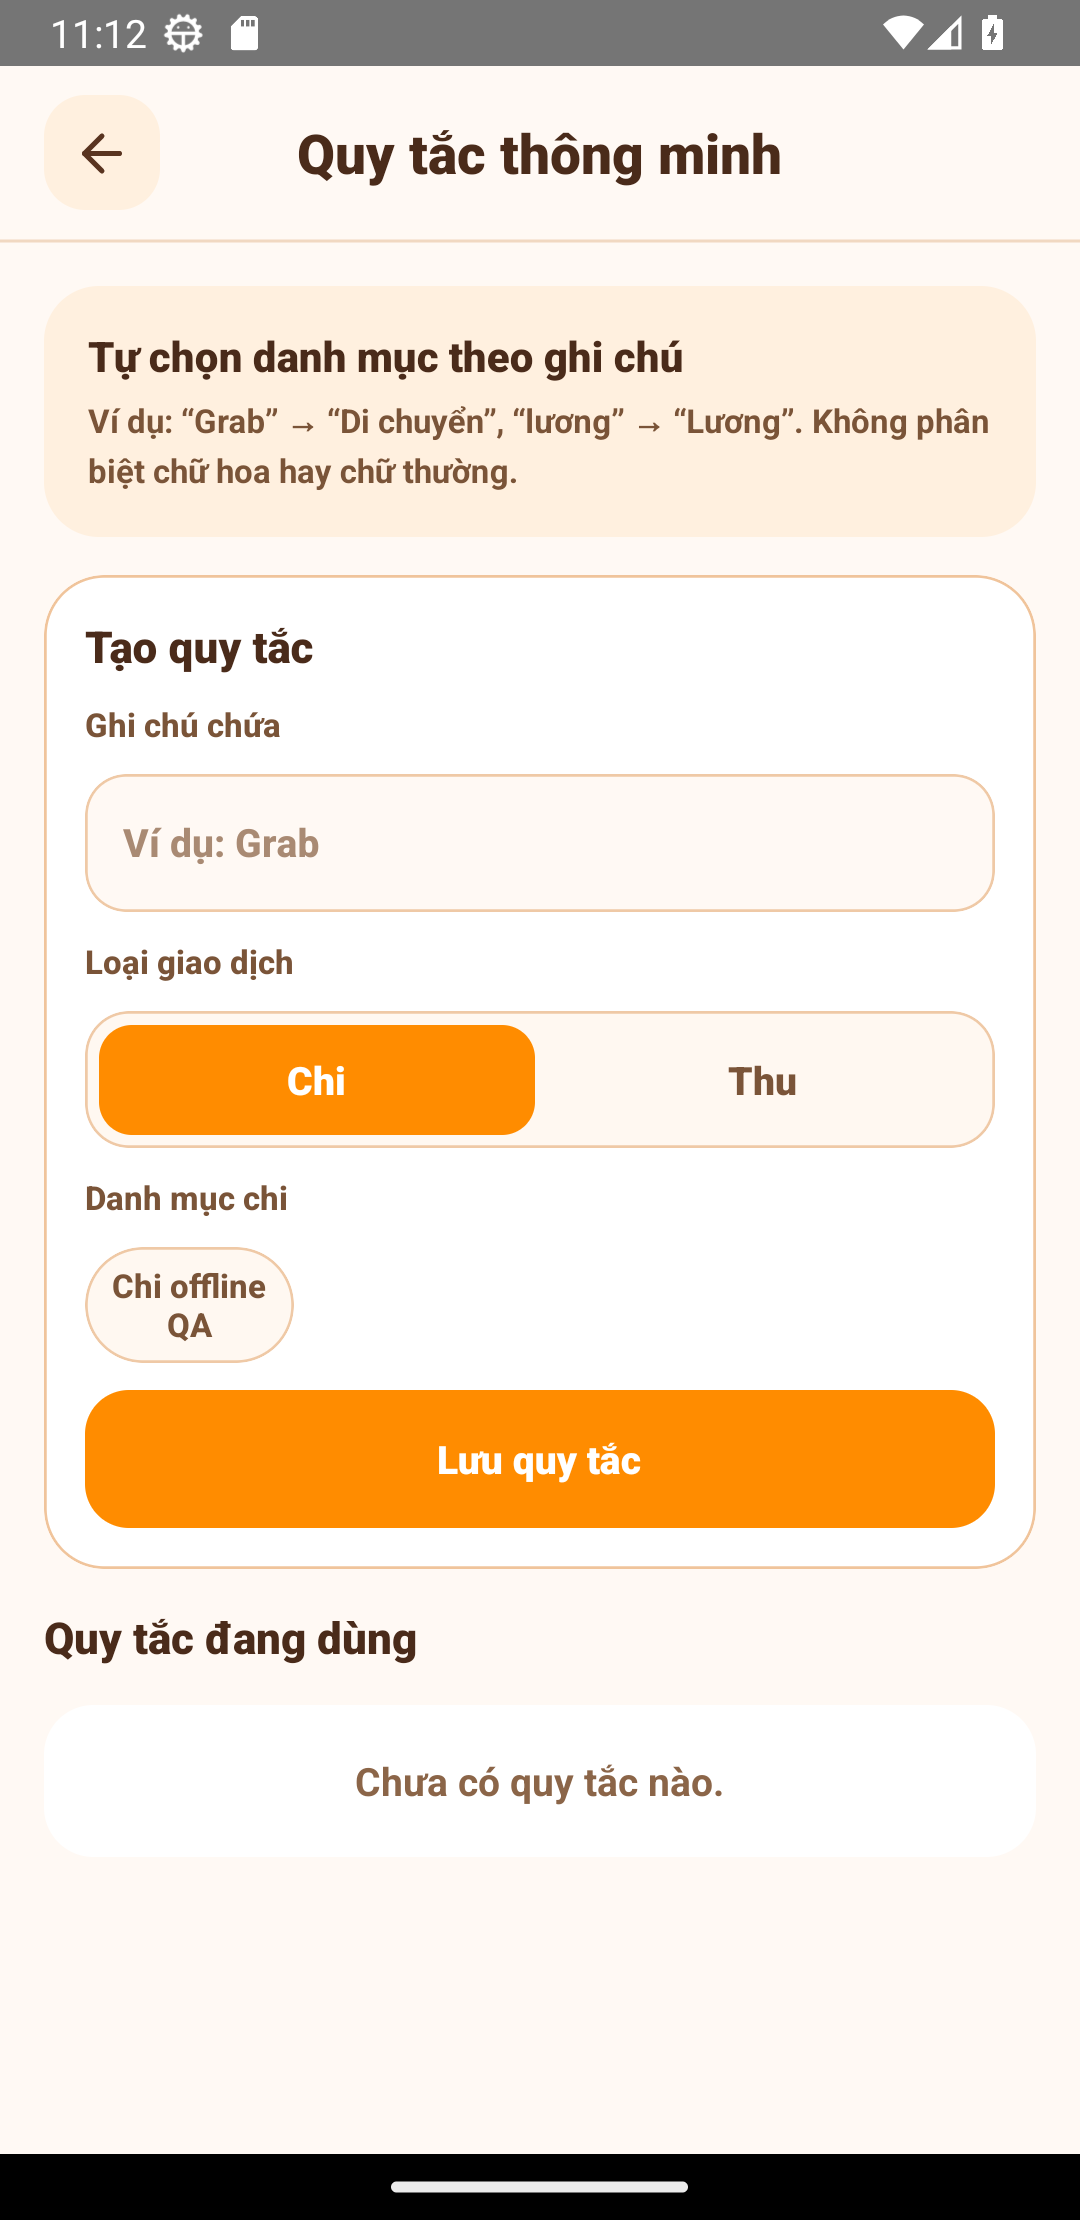 11:12
Quy tắc thông minh
Tự chọn danh mục theo ghi chú
Ví dụ: “Grab” → “Di chuyển”, “lương” → “Lương”. Không phân
biệt chữ hoa hay chữ thường.
Tạo quy tắc
Ghi chú chứa
Ví dụ: Grab
Loại giao dịch
Chi
Thu
Danh mục chi
Chi offline
QA
Lưu quy tắc
Quy tắc đang dùng
Chưa có quy tắc nào.